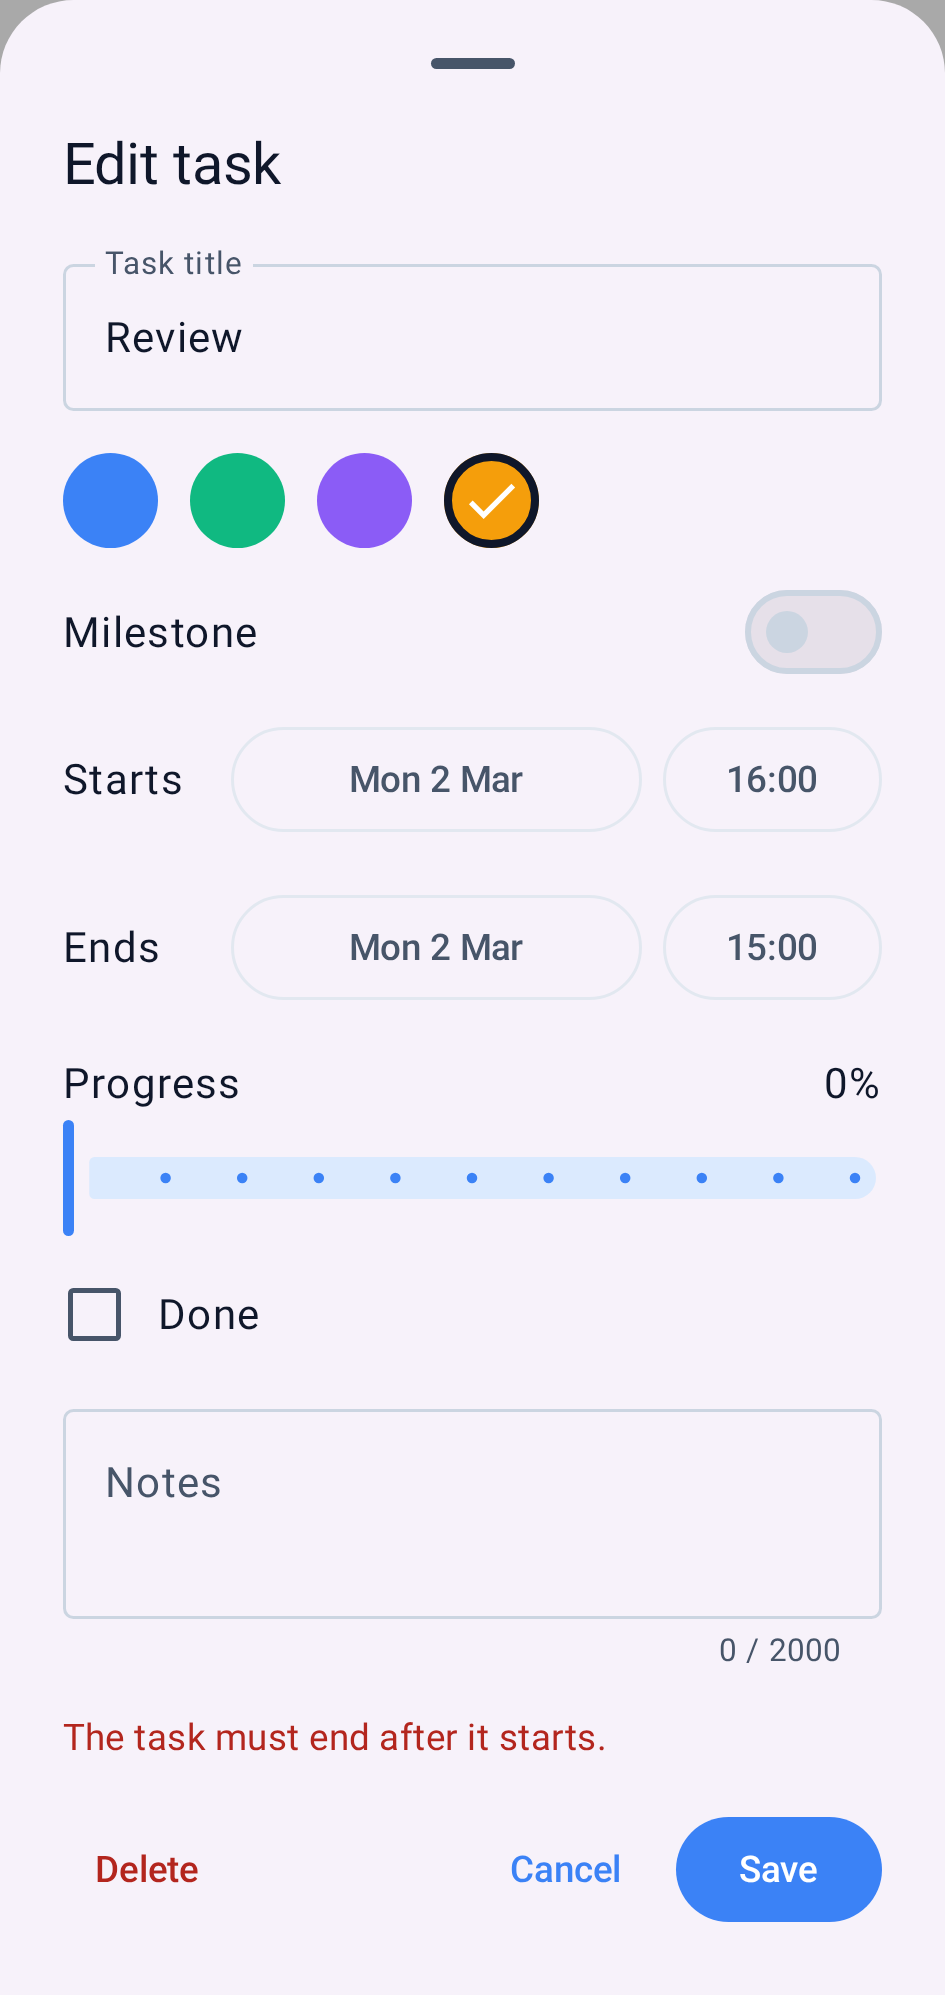 Edit task
Task title
Review
Milestone
Starts Mon 2 Mar 16:00
Ends Mon 2 Mar 15:00
Progress 0%
Done
Notes
0 / 2000
The task must end after it starts.
Delete Cancel Save